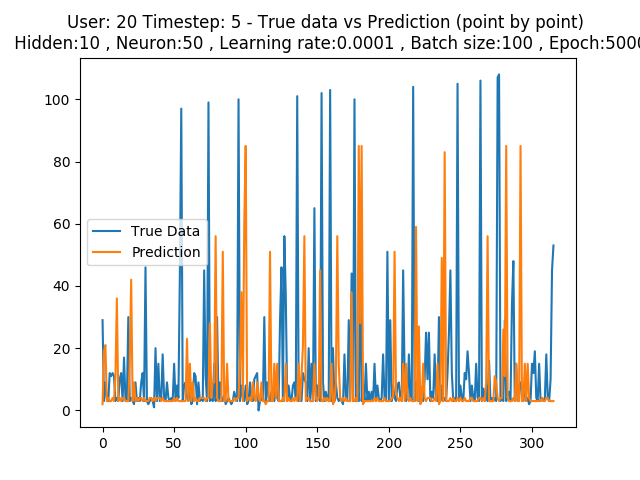 User: 20 Timestep: 5 - True data vs Prediction (point by point)
Hidden:10 , Neuron:50 , Learning rate:0.0001 , Batch size:100 , Epoch:5000
100
80
60
40
20
0
True Data
Prediction
0 50 100 150 200 250 300